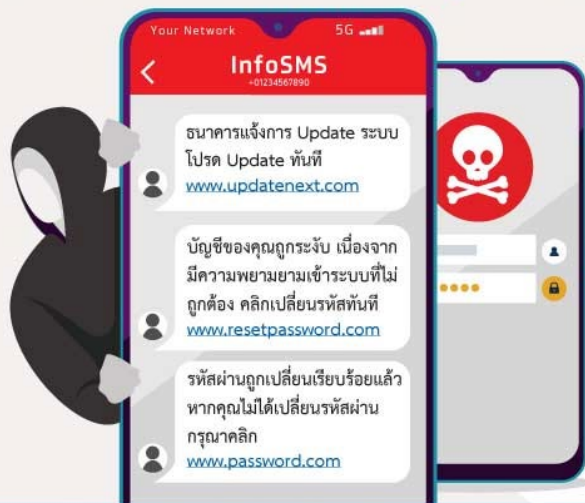 Your Network 5G
InfoSMS
+01234567890
ธนาคารแจ้งการ Update ระบบ
โปรด Update ทันที
www.updatenext.com
บัญชีของคุณถูกระงับ เนื่องจาก
มีความพยามยามเข้าระบบที่ไม่
ถูกต้อง คลิกเปลี่ยนรหัสทันที
www.resetpassword.com
รหัสผ่านถูกเปลี่ยนเรียบร้อยแล้ว
หากคุณไม่ได้เปลี่ยนรหัสผ่าน
กรุณาคลิก
www.password.com